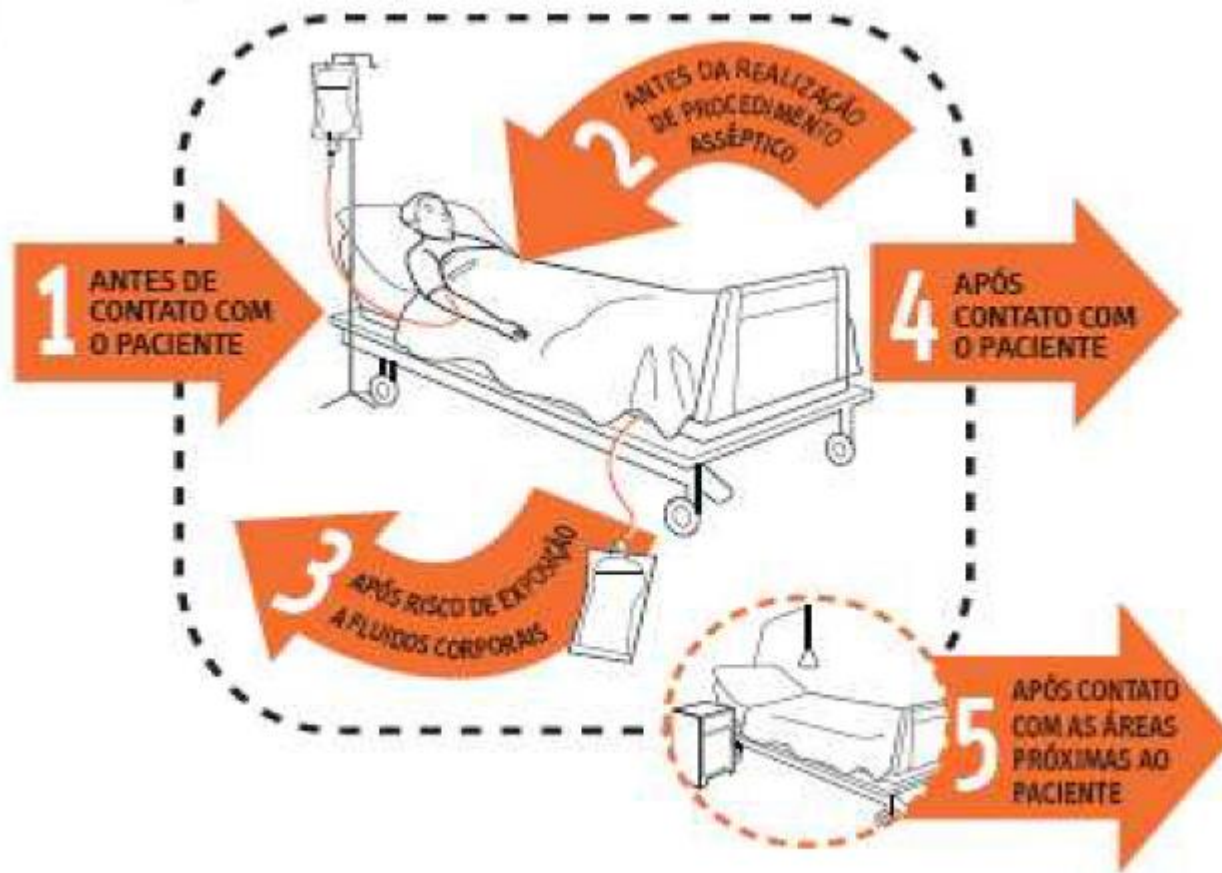 1
ANTES DE
CONTATO COM
O PACIENTE
2
ANTES DA REALIZAÇÃO
DE PROCEDIMENTO
ASSÉPTICO
3
APÓS RISCO DE EXPOSIÇÃO
A FLUIDOS CORPORAIS
4
APÓS
CONTATO COM
O PACIENTE
5
APÓS CONTATO
COM AS ÁREAS
PRÓXIMAS AO
PACIENTE